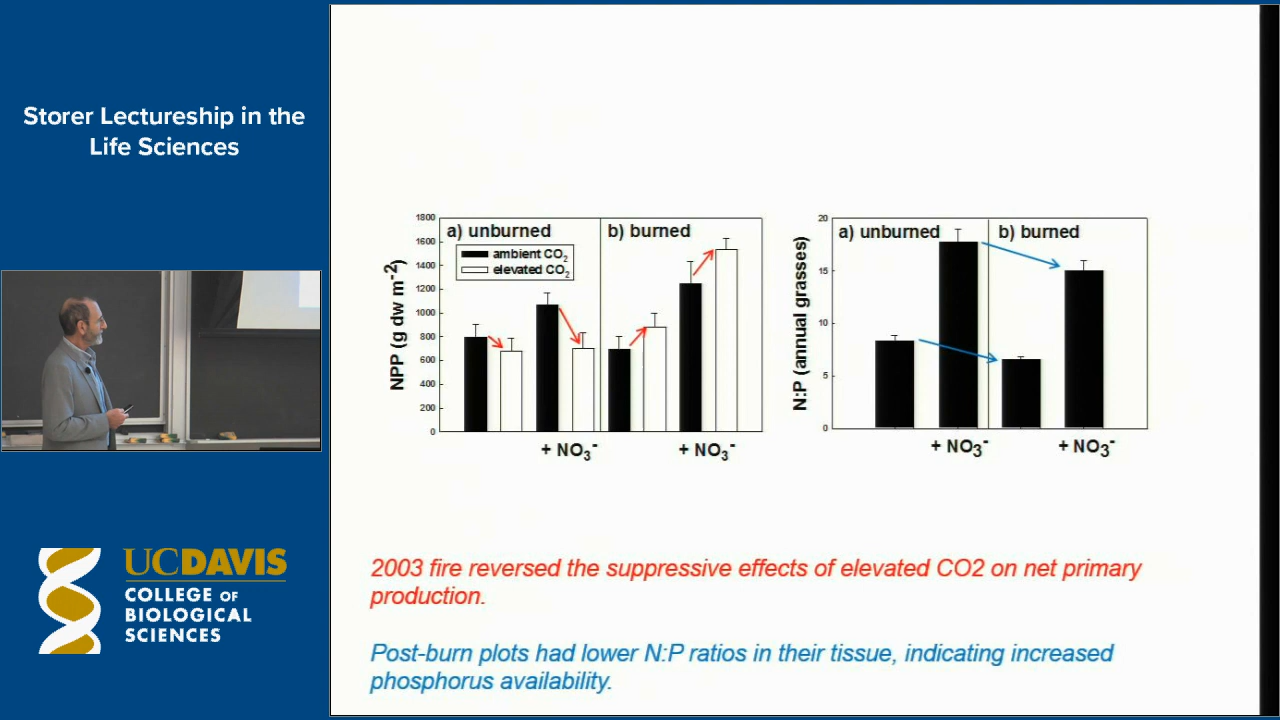 Storer Lectureship in the
Life Sciences
UCDAVIS
COLLEGE OF
BIOLOGICAL
SCIENCES
NPP (g dw m⁻²)
1800
1600
1400
1200
1000
800
600
400
200
0
a) unburned
ambient CO₂
elevated CO₂
b) burned
+ NO₃⁻
+ NO₃⁻
N:P (annual grasses)
20
15
10
5
0
a) unburned
b) burned
+ NO₃⁻
+ NO₃⁻
2003 fire reversed the suppressive effects of elevated CO2 on net primary
production.
Post-burn plots had lower N:P ratios in their tissue, indicating increased
phosphorus availability.